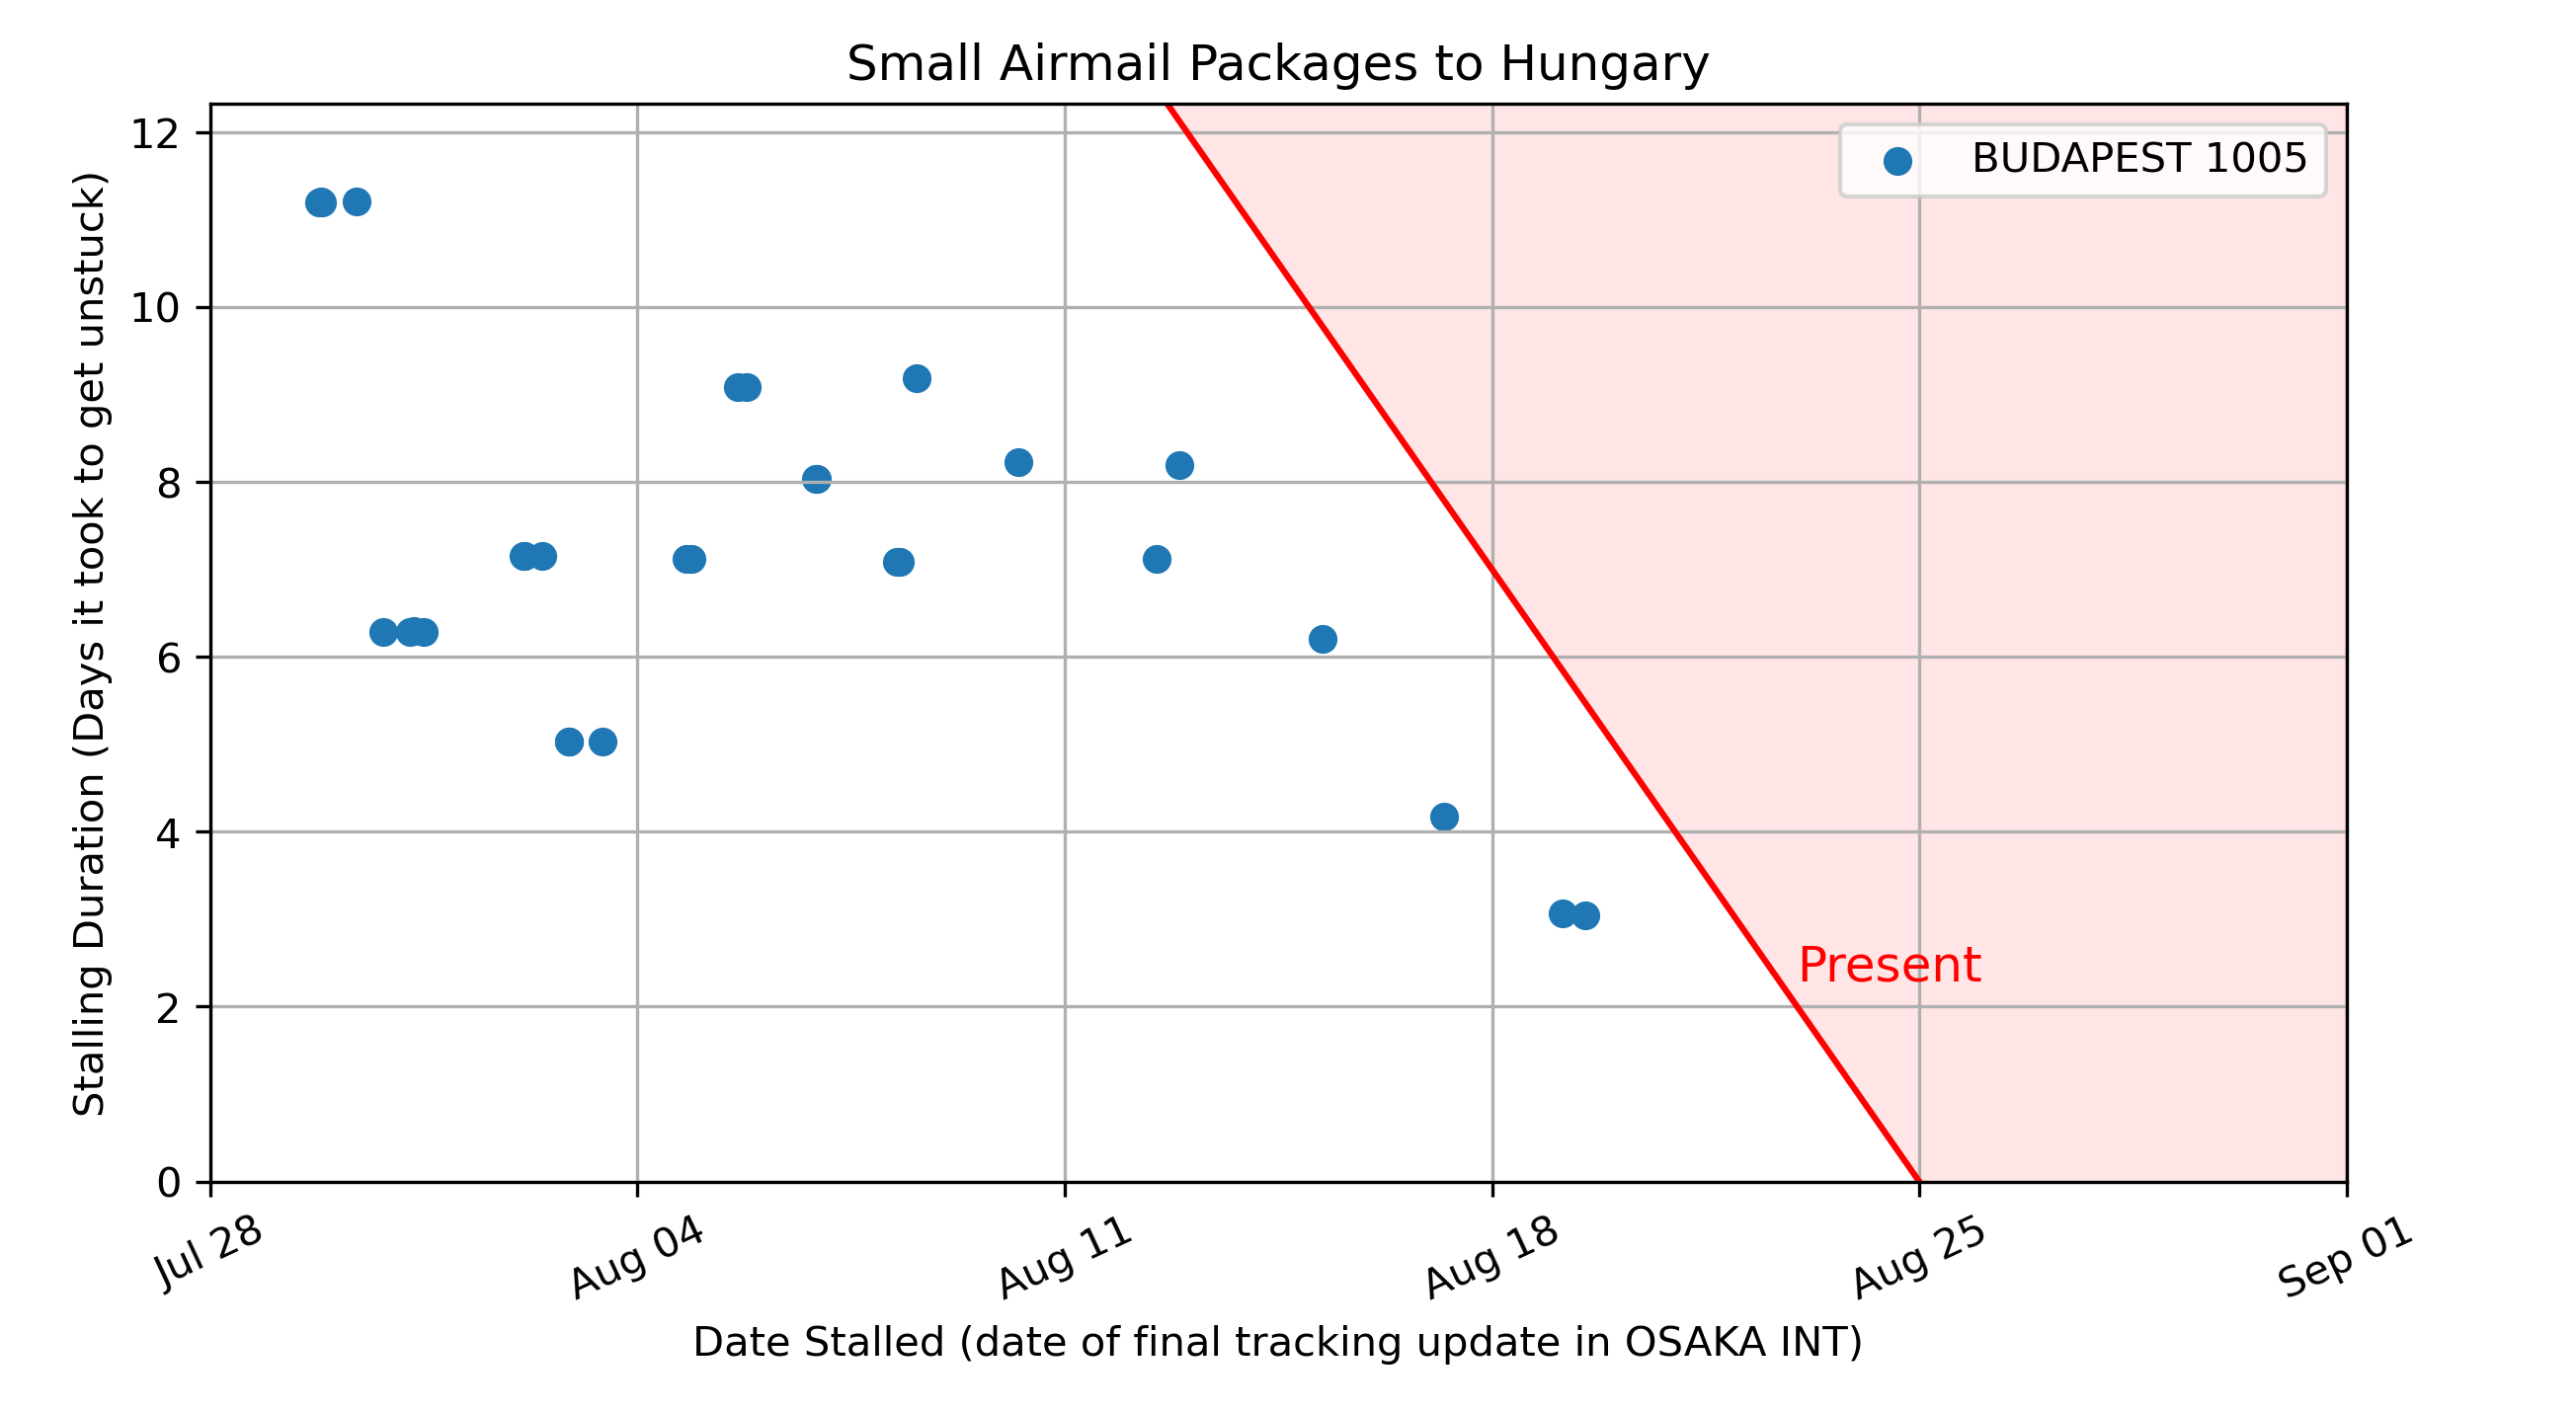 Small Airmail Packages to Hungary
BUDAPEST 1005
Stalling Duration (Days it took to get unstuck)
12
10
8
6
4
2
0
Present
Jul 28
Aug 04
Aug 11
Aug 18
Aug 25
Sep 01
Date Stalled (date of final tracking update in OSAKA INT)